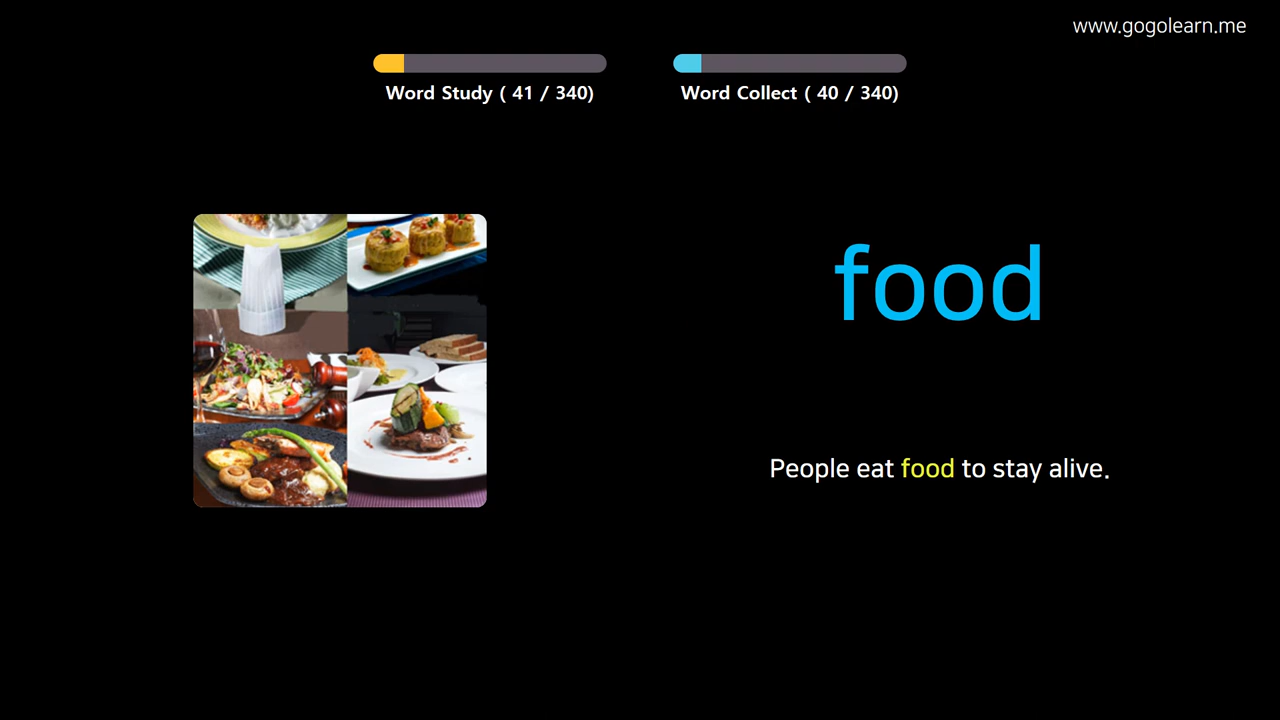 www.gogolearn.me
Word Study ( 41 / 340)
Word Collect ( 40 / 340)
food
People eat food to stay alive.